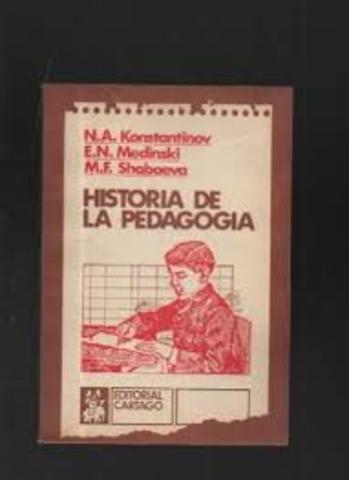 N.A. Konstantinov
E.N. Medinski
M.F. Shabaeva
HISTORIA DE
LA PEDAGOGIA
EDITORIAL
CARTAGO